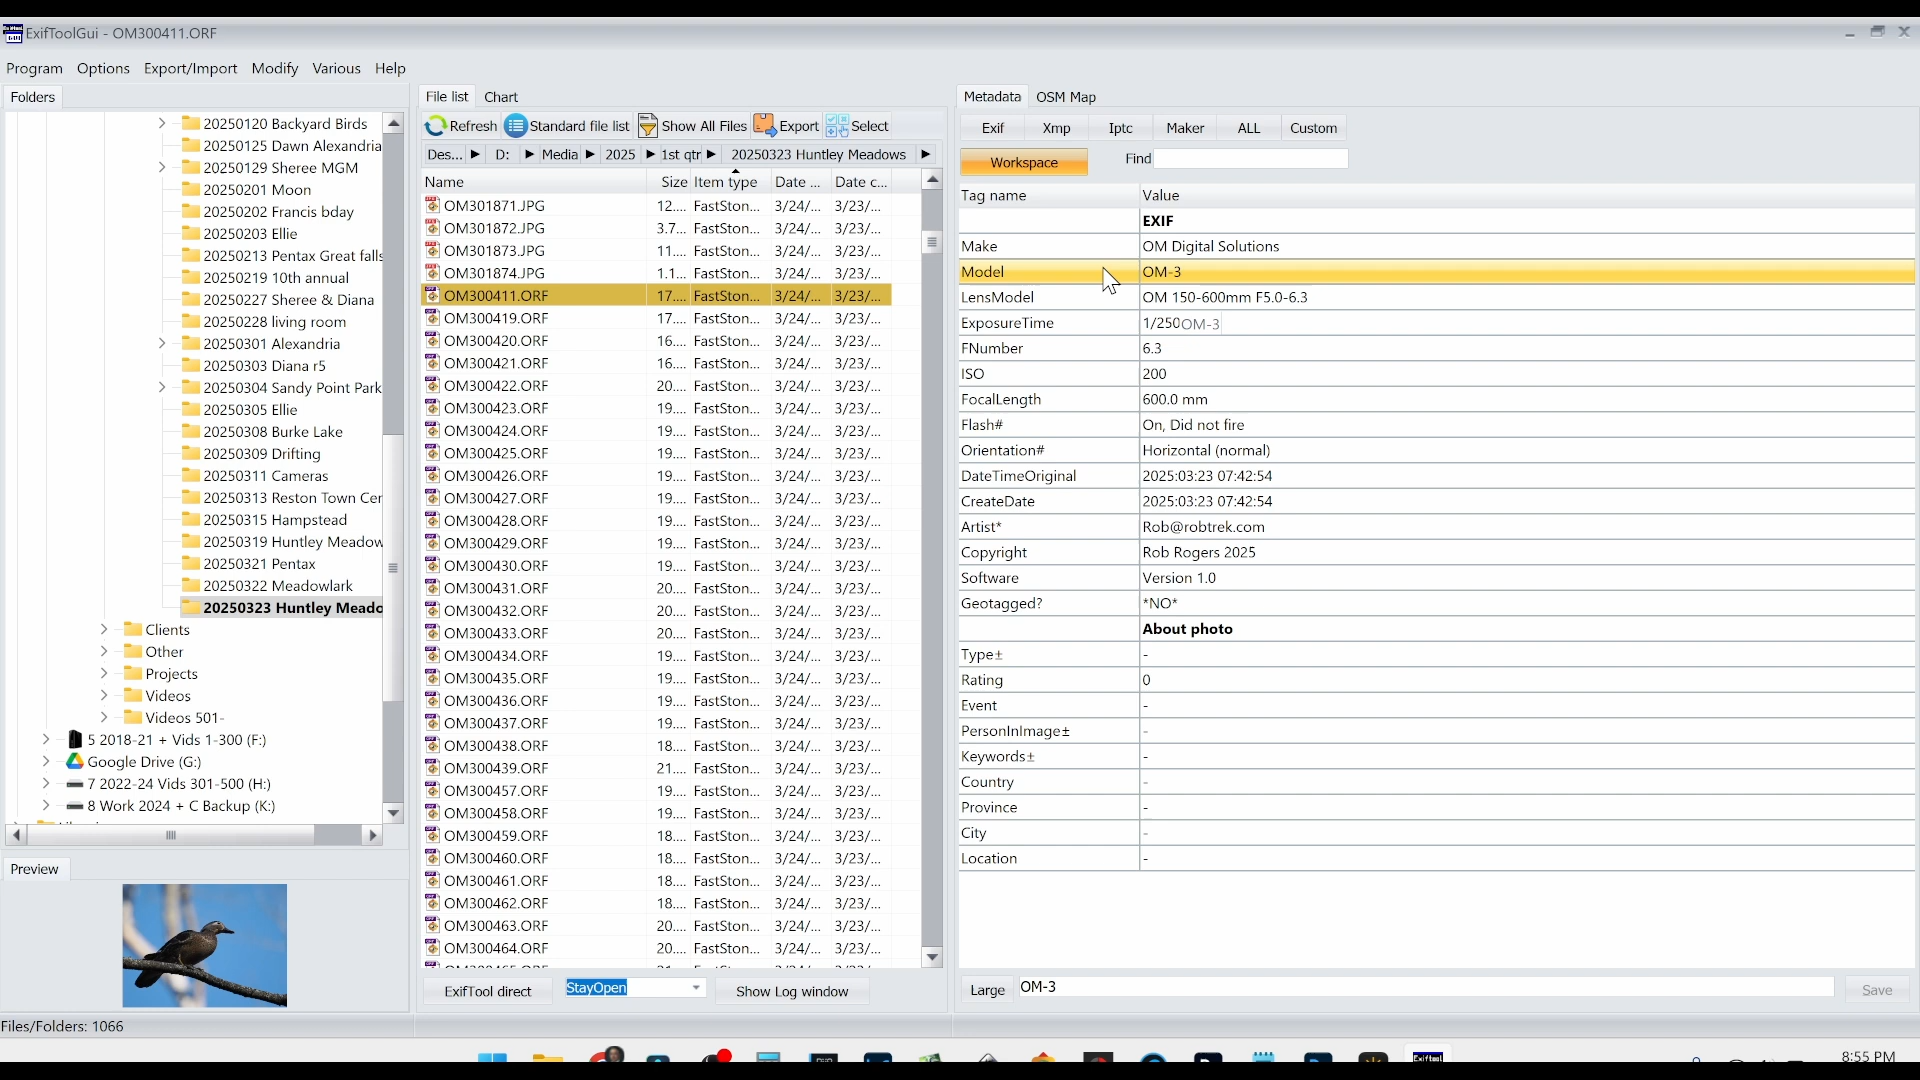 ExifToolGui - OM300411.ORF
Program Options Export/Import Modify Various Help
Folders
20250120 Backyard Birds
20250125 Dawn Alexandria
20250129 Sheree MGM
20250201 Moon
20250202 Francis bday
20250203 Ellie
20250213 Pentax Great falls
20250219 10th annual
20250227 Sheree & Diana
20250228 living room
20250301 Alexandria
20250303 Diana r5
20250304 Sandy Point Park
20250305 Ellie
20250308 Burke Lake
20250309 Drifting
20250311 Cameras
20250313 Reston Town Cer
20250315 Hampstead
20250319 Huntley Meadow
20250321 Pentax
20250322 Meadowlark
20250323 Huntley Meado
Clients
Other
Projects
Videos
Videos 501-
5 2018-21 + Vids 1-300 (F:)
Google Drive (G:)
7 2022-24 Vids 301-500 (H:)
8 Work 2024 + C Backup (K:)
Preview
Files/Folders: 1066
File list Chart
Refresh Standard file list Show All Files Export Select
Des... D: Media 2025 1st qtr 20250323 Huntley Meadows
Name Size Item type Date ... Date c...
OM301871.JPG 12.... FastSton... 3/24/... 3/23/...
OM301872.JPG 3.7... FastSton... 3/24/... 3/23/...
OM301873.JPG 11.... FastSton... 3/24/... 3/23/...
OM301874.JPG 1.1... FastSton... 3/24/... 3/23/...
OM300411.ORF 17.... FastSton... 3/24/... 3/23/...
OM300419.ORF 17.... FastSton... 3/24/... 3/23/...
OM300420.ORF 16.... FastSton... 3/24/... 3/23/...
OM300421.ORF 16.... FastSton... 3/24/... 3/23/...
OM300422.ORF 20.... FastSton... 3/24/... 3/23/...
OM300423.ORF 19.... FastSton... 3/24/... 3/23/...
OM300424.ORF 19.... FastSton... 3/24/... 3/23/...
OM300425.ORF 19.... FastSton... 3/24/... 3/23/...
OM300426.ORF 19.... FastSton... 3/24/... 3/23/...
OM300427.ORF 19.... FastSton... 3/24/... 3/23/...
OM300428.ORF 19.... FastSton... 3/24/... 3/23/...
OM300429.ORF 19.... FastSton... 3/24/... 3/23/...
OM300430.ORF 19.... FastSton... 3/24/... 3/23/...
OM300431.ORF 20.... FastSton... 3/24/... 3/23/...
OM300432.ORF 20.... FastSton... 3/24/... 3/23/...
OM300433.ORF 20.... FastSton... 3/24/... 3/23/...
OM300434.ORF 19.... FastSton... 3/24/... 3/23/...
OM300435.ORF 19.... FastSton... 3/24/... 3/23/...
OM300436.ORF 19.... FastSton... 3/24/... 3/23/...
OM300437.ORF 19.... FastSton... 3/24/... 3/23/...
OM300438.ORF 18.... FastSton... 3/24/... 3/23/...
OM300439.ORF 21.... FastSton... 3/24/... 3/23/...
OM300457.ORF 19.... FastSton... 3/24/... 3/23/...
OM300458.ORF 19.... FastSton... 3/24/... 3/23/...
OM300459.ORF 18.... FastSton... 3/24/... 3/23/...
OM300460.ORF 18.... FastSton... 3/24/... 3/23/...
OM300461.ORF 18.... FastSton... 3/24/... 3/23/...
OM300462.ORF 18.... FastSton... 3/24/... 3/23/...
OM300463.ORF 20.... FastSton... 3/24/... 3/23/...
OM300464.ORF 20.... FastSton... 3/24/... 3/23/...
ExifTool direct StayOpen Show Log window
Metadata OSM Map
Exif Xmp Iptc Maker ALL Custom
Workspace Find
Tag name Value
EXIF
Make OM Digital Solutions
Model OM-3
LensModel OM 150-600mm F5.0-6.3
ExposureTime 1/250 OM-3
FNumber 6.3
ISO 200
FocalLength 600.0 mm
Flash# On, Did not fire
Orientation# Horizontal (normal)
DateTimeOriginal 2025:03:23 07:42:54
CreateDate 2025:03:23 07:42:54
Artist* Rob@robtrek.com
Copyright Rob Rogers 2025
Software Version 1.0
Geotagged? *NO*
About photo
Type± -
Rating 0
Event -
PersonInImage± -
Keywords± -
Country -
Province -
City -
Location -
Large OM-3 Save
8:55 PM